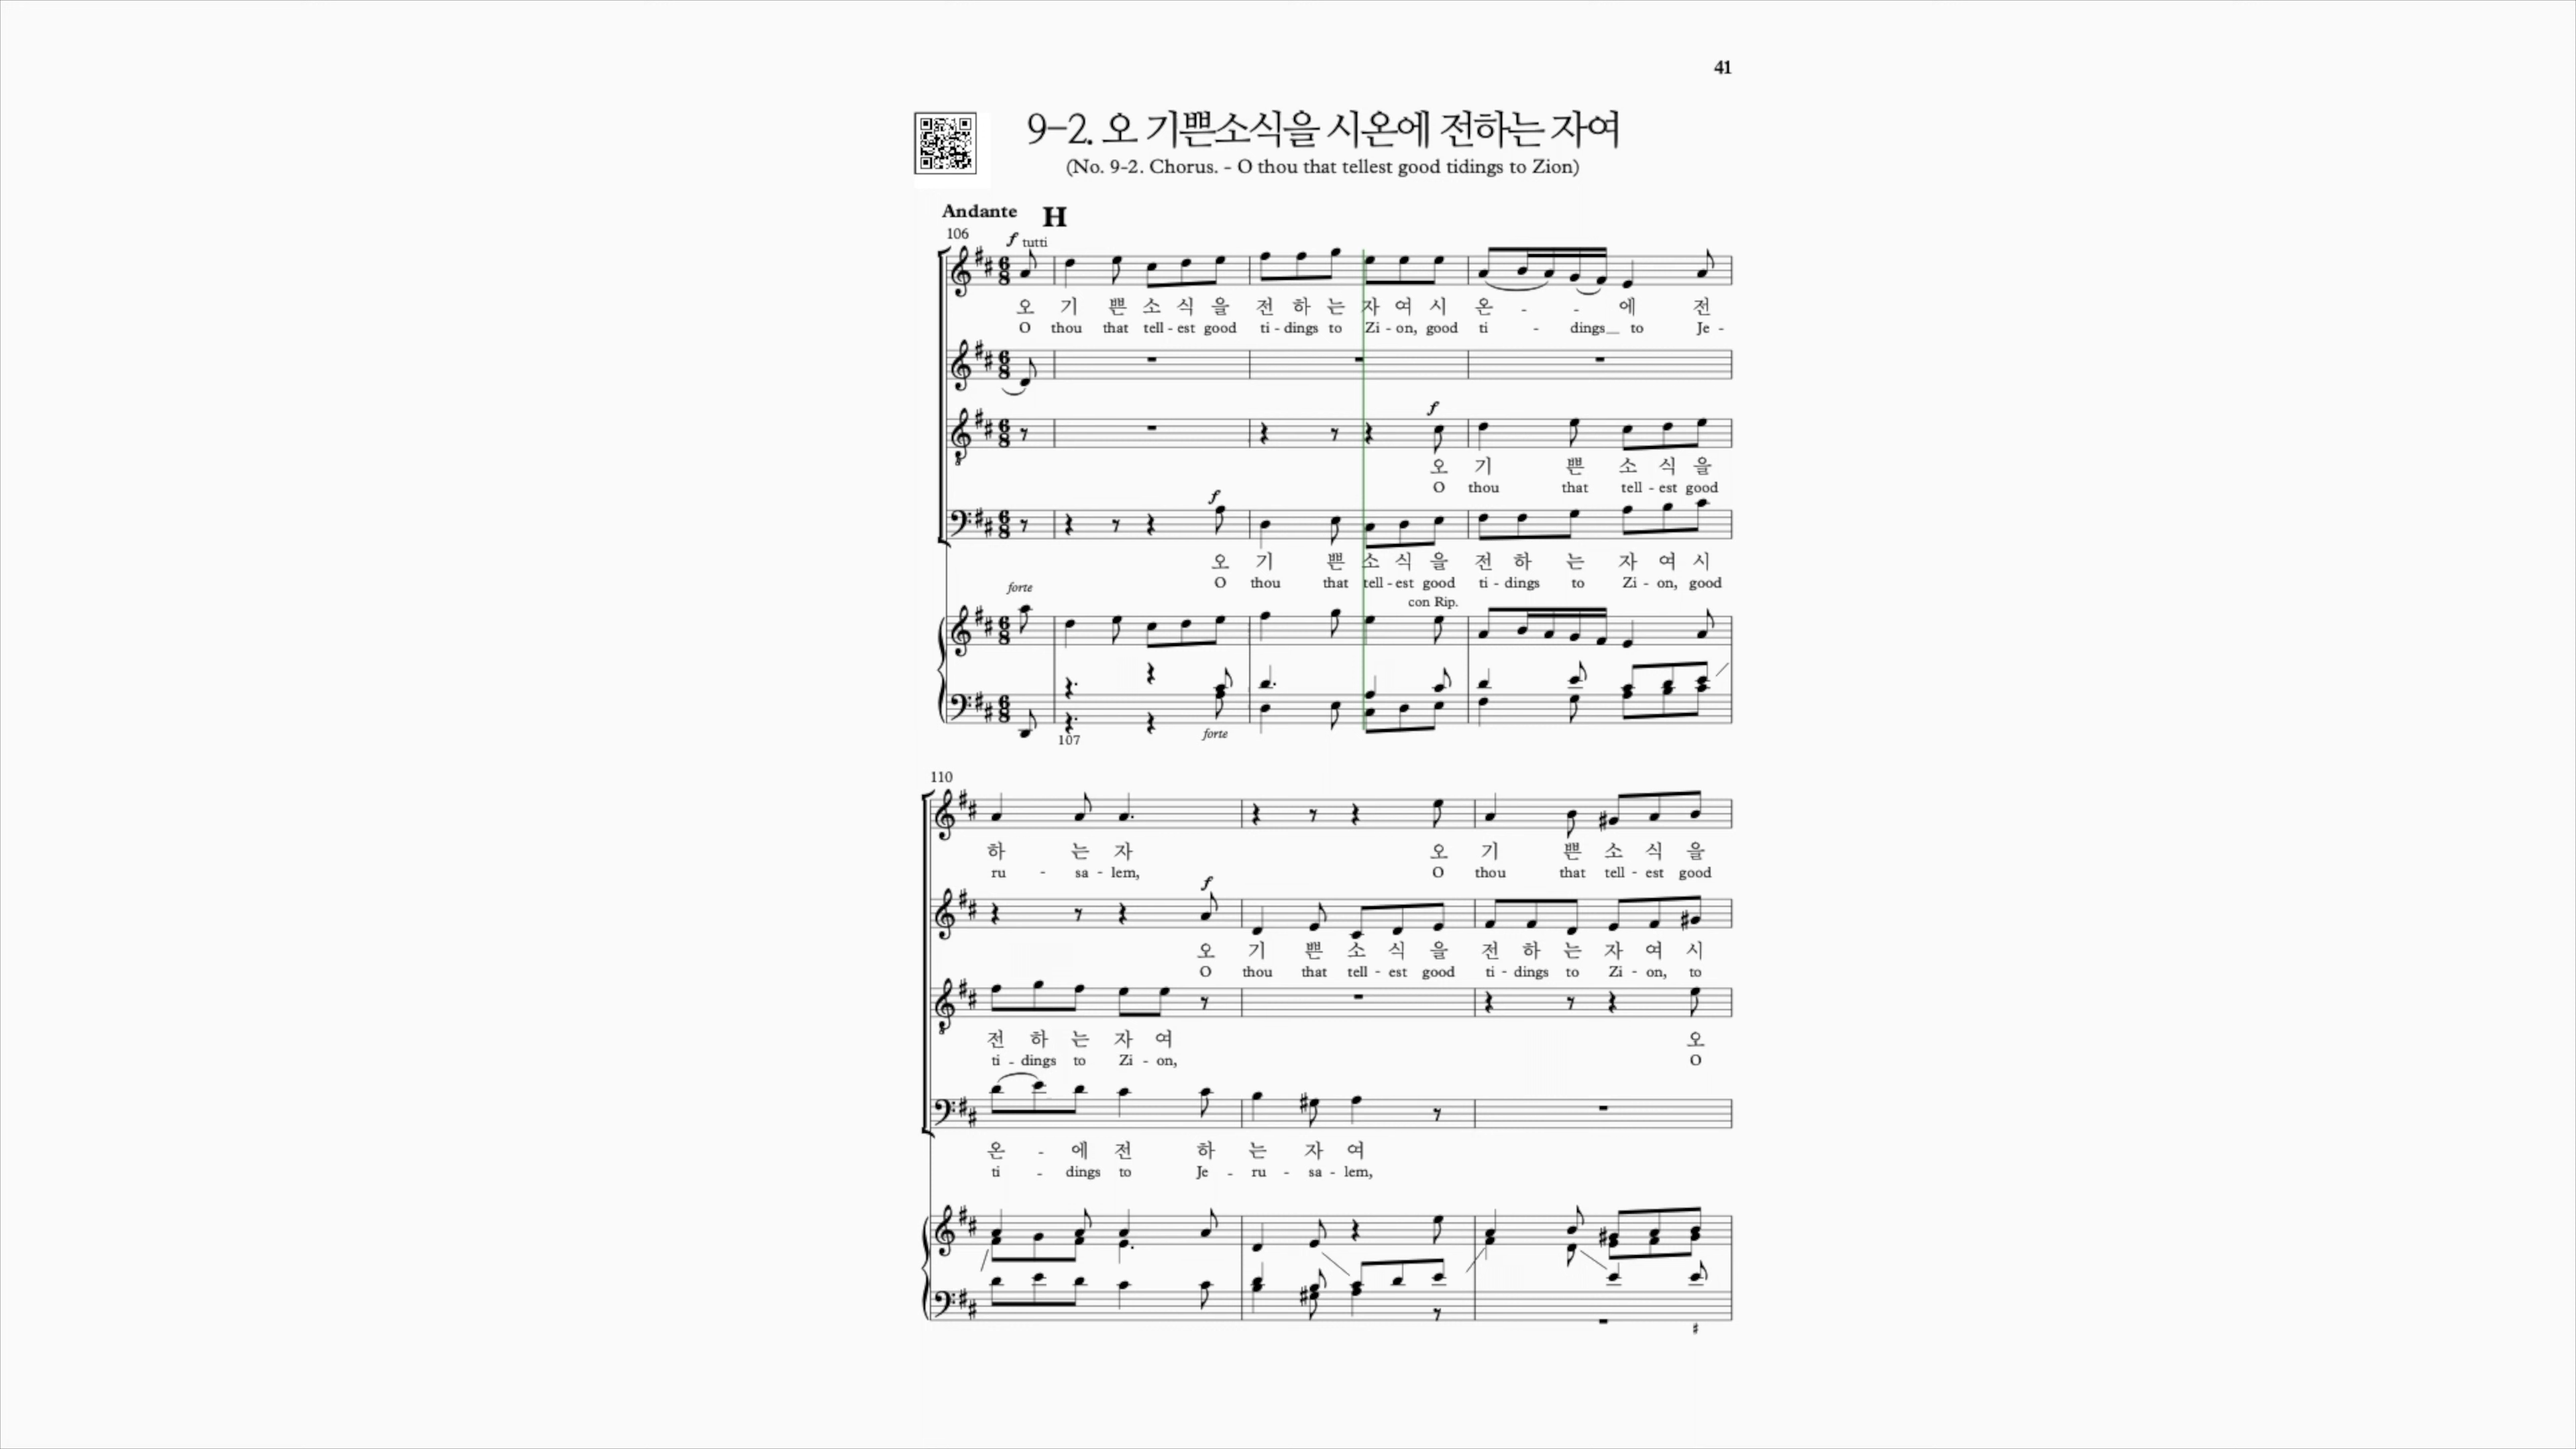 41
9-2. 오 기쁜소식을 시온에 전하는 자여
(No. 9-2. Chorus. - O thou that tellest good tidings to Zion)
Andante H
106
f tutti
오 기 쁜 소 식 을 전 하 는 자 여 시 온 - - 에 전
O thou that tell - est good ti - dings to Zi - on, good ti - dings__ to Je -
f
오 기 쁜 소 식 을
O thou that tell - est good
f
오 기 쁜 소 식 을 전 하 는 자 여 시
O thou that tell - est good ti - dings to Zi - on, good
forte
con Rip.
107
forte
110
하 는 자 오 기 쁜 소 식 을
ru - sa - lem, O thou that tell - est good
f
오 기 쁜 소 식 을 전 하 는 자 여 시
O thou that tell - est good ti - dings to Zi - on, to
전 하 는 자 여 오
ti - dings to Zi - on, O
온 - 에 전 하 는 자 여
ti - dings to Je - ru - sa - lem,